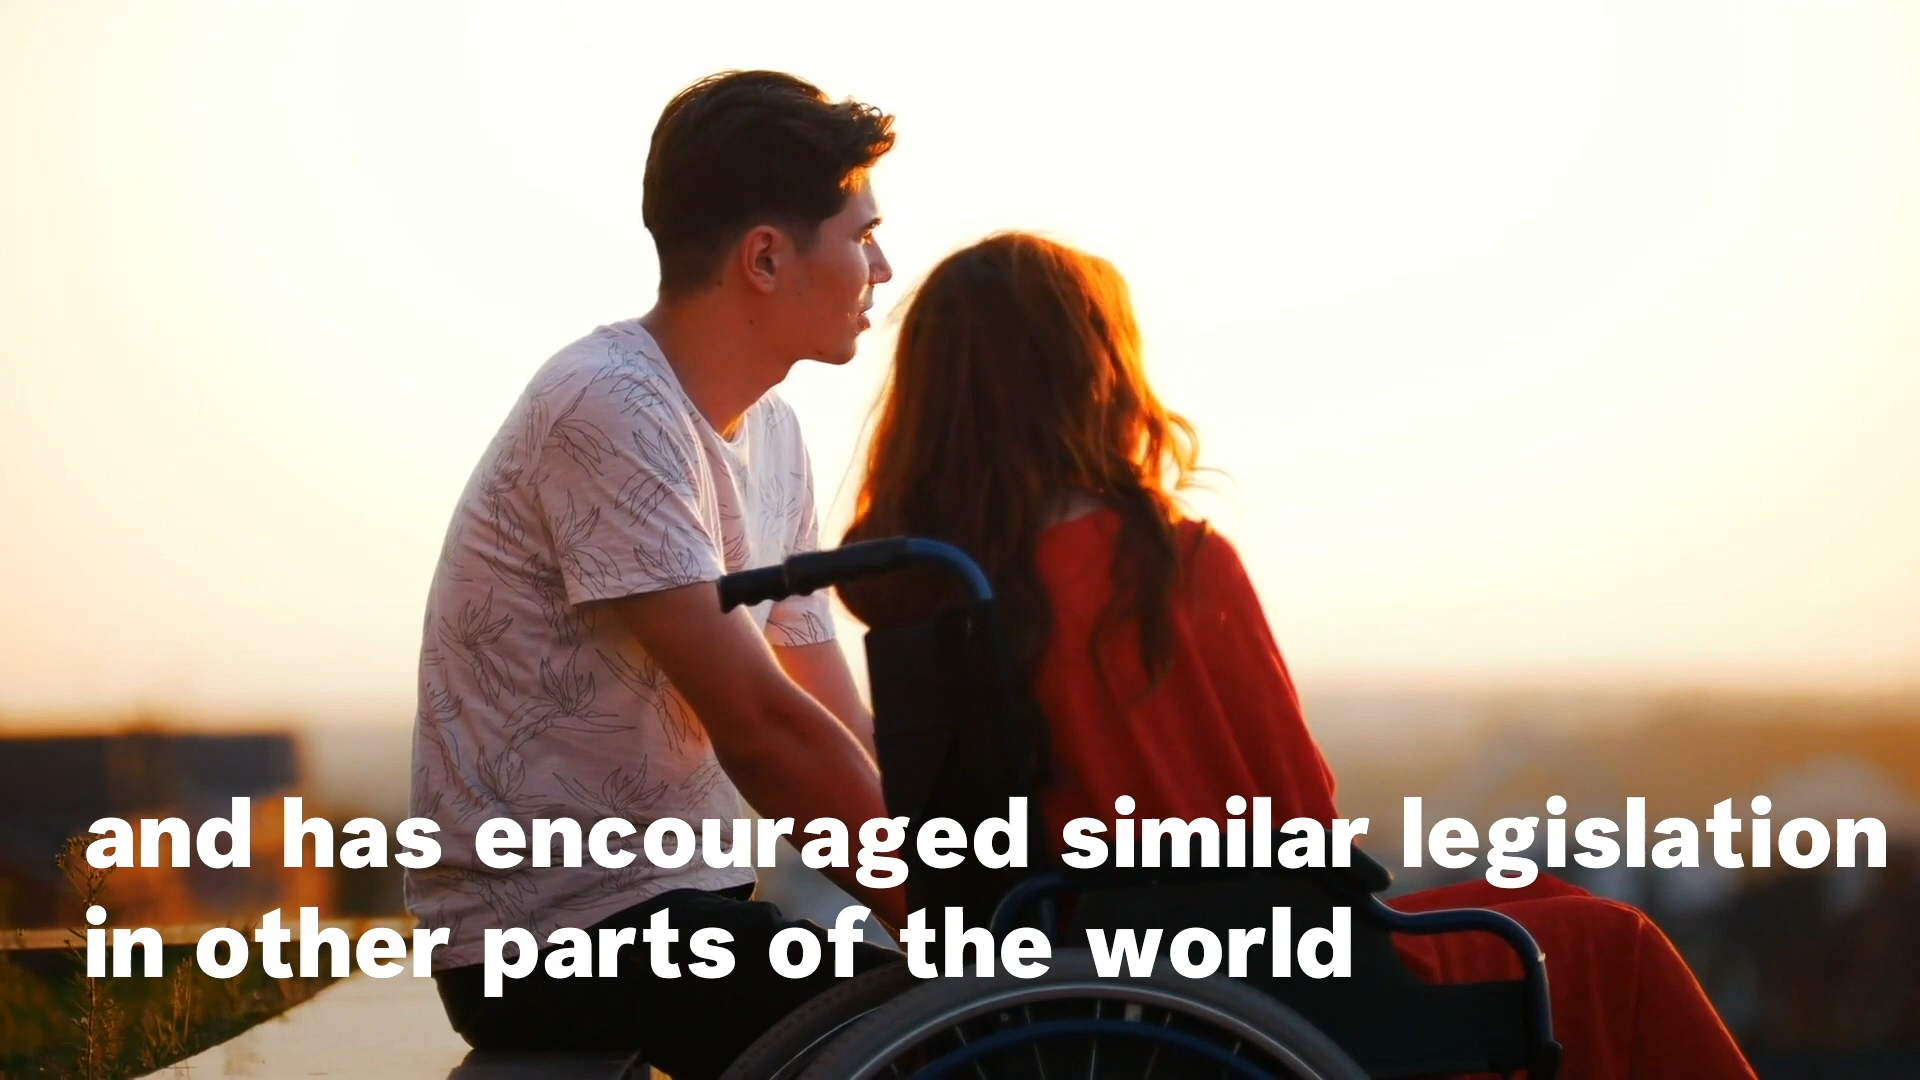 and has encouraged similar legislation
in other parts of the world